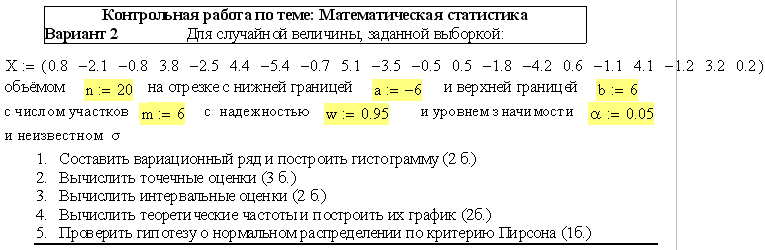 Контрольная работа по теме: Математическая статистика
Вариант 2 Для случайной величины, заданной выборкой:
X := (0.8 −2.1 −0.8 3.8 −2.5 4.4 −5.4 −0.7 5.1 −3.5 −0.5 0.5 −1.8 −4.2 0.6 −1.1 4.1 −1.2 3.2 0.2)
объёмом n := 20 на отрезке с нижней границей a := −6 и верхней границей b := 6
с числом участков m := 6 с надежностью w := 0.95 и уровнем значимости α := 0.05
и неизвестном σ
1. Составить вариационный ряд и построить гистограмму (2 б.)
2. Вычислить точечные оценки (3 б.)
3. Вычислить интервальные оценки (2 б.)
4. Вычислить теоретические частоты и построить их график (2б.)
5. Проверить гипотезу о нормальном распределении по критерию Пирсона (1б.)